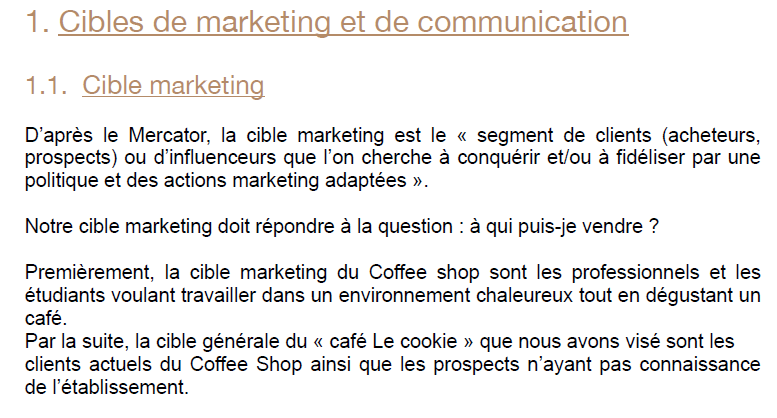 1. Cibles de marketing et de communication
1.1. Cible marketing
D’après le Mercator, la cible marketing est le « segment de clients (acheteurs,
prospects) ou d’influenceurs que l’on cherche à conquérir et/ou à fidéliser par une
politique et des actions marketing adaptées ».
Notre cible marketing doit répondre à la question : à qui puis-je vendre ?
Premièrement, la cible marketing du Coffee shop sont les professionnels et les
étudiants voulant travailler dans un environnement chaleureux tout en dégustant un
café.
Par la suite, la cible générale du « café Le cookie » que nous avons visé sont les
clients actuels du Coffee Shop ainsi que les prospects n’ayant pas connaissance
de l’établissement.